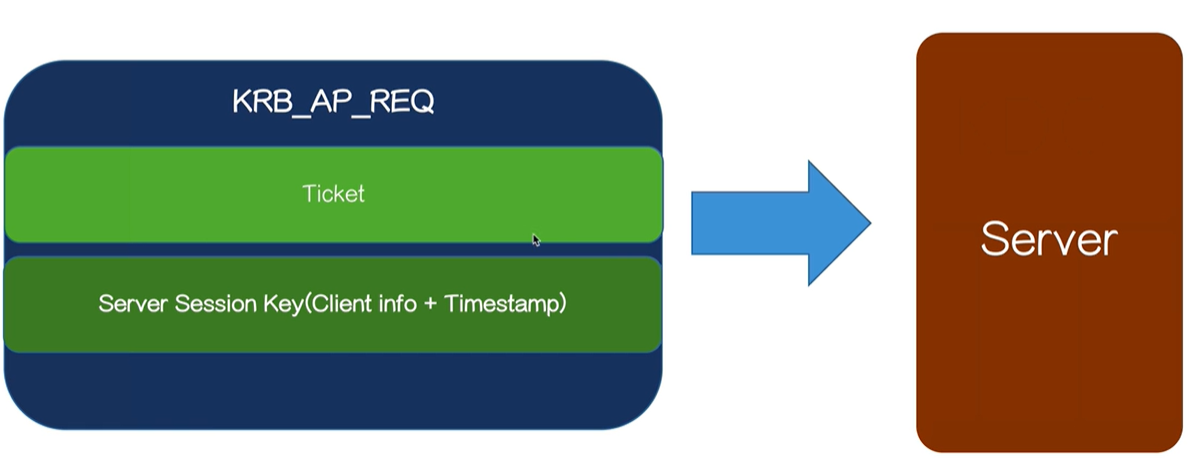 KRB_AP_REQ
Ticket
Server Session Key(Client info + Timestamp)
Server